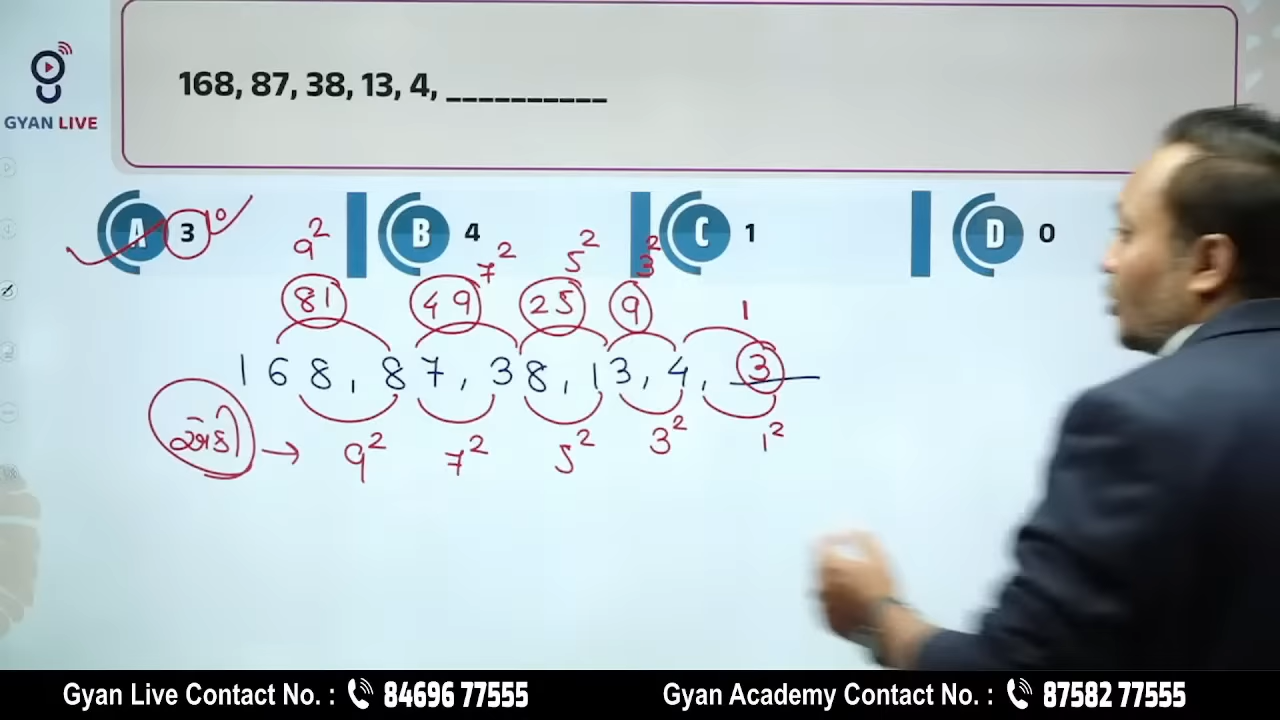 GYAN LIVE
168, 87, 38, 13, 4, __________
A 3
B 4
C 1
D 0
9² 7² 5² 3²
81 49 25 9 1
168, 87, 38, 13, 4, 3
→ 9² 7² 5² 3² 1²
Gyan Live Contact No. : 84696 77555
Gyan Academy Contact No. : 87582 77555